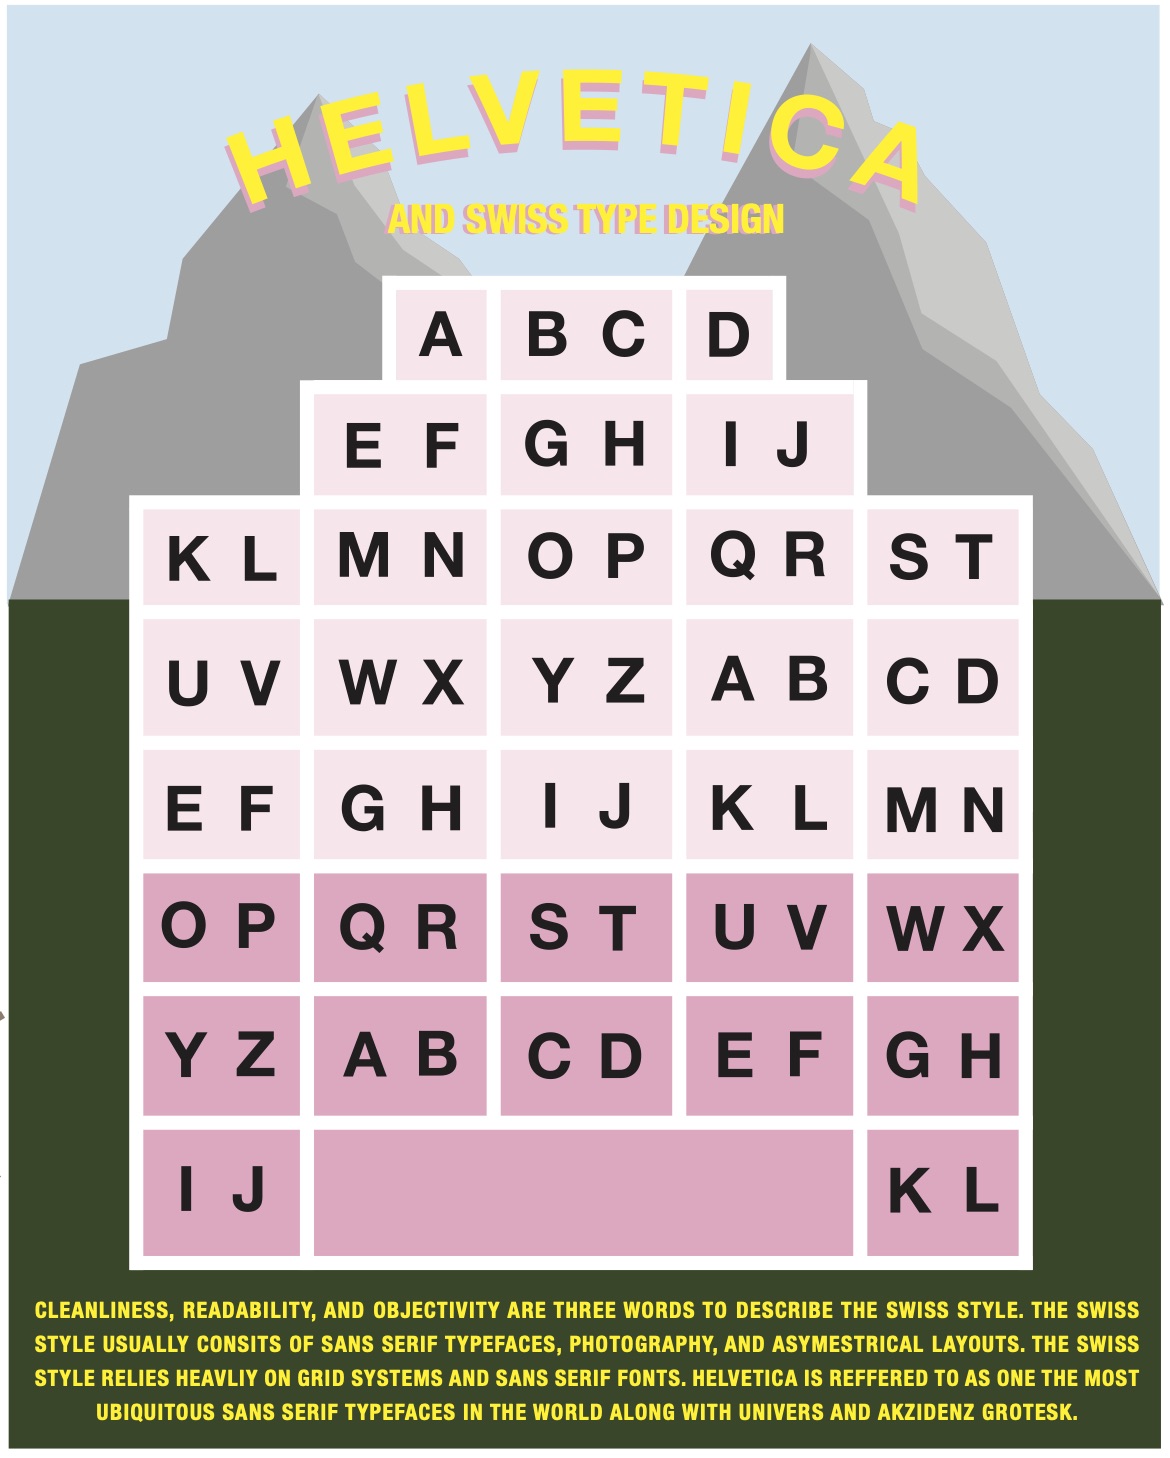 HELVETICA
AND SWISS TYPE DESIGN
A B C D
E F G H I J
K L M N O P Q R S T
U V W X Y Z A B C D
E F G H I J K L M N
O P Q R S T U V W X
Y Z A B C D E F G H
I J K L
CLEANLINESS, READABILITY, AND OBJECTIVITY ARE THREE WORDS TO DESCRIBE THE SWISS STYLE. THE SWISS
STYLE USUALLY CONSITS OF SANS SERIF TYPEFACES, PHOTOGRAPHY, AND ASYMESTRICAL LAYOUTS. THE SWISS
STYLE RELIES HEAVLIY ON GRID SYSTEMS AND SANS SERIF FONTS. HELVETICA IS REFFERED TO AS ONE THE MOST
UBIQUITOUS SANS SERIF TYPEFACES IN THE WORLD ALONG WITH UNIVERS AND AKZIDENZ GROTESK.